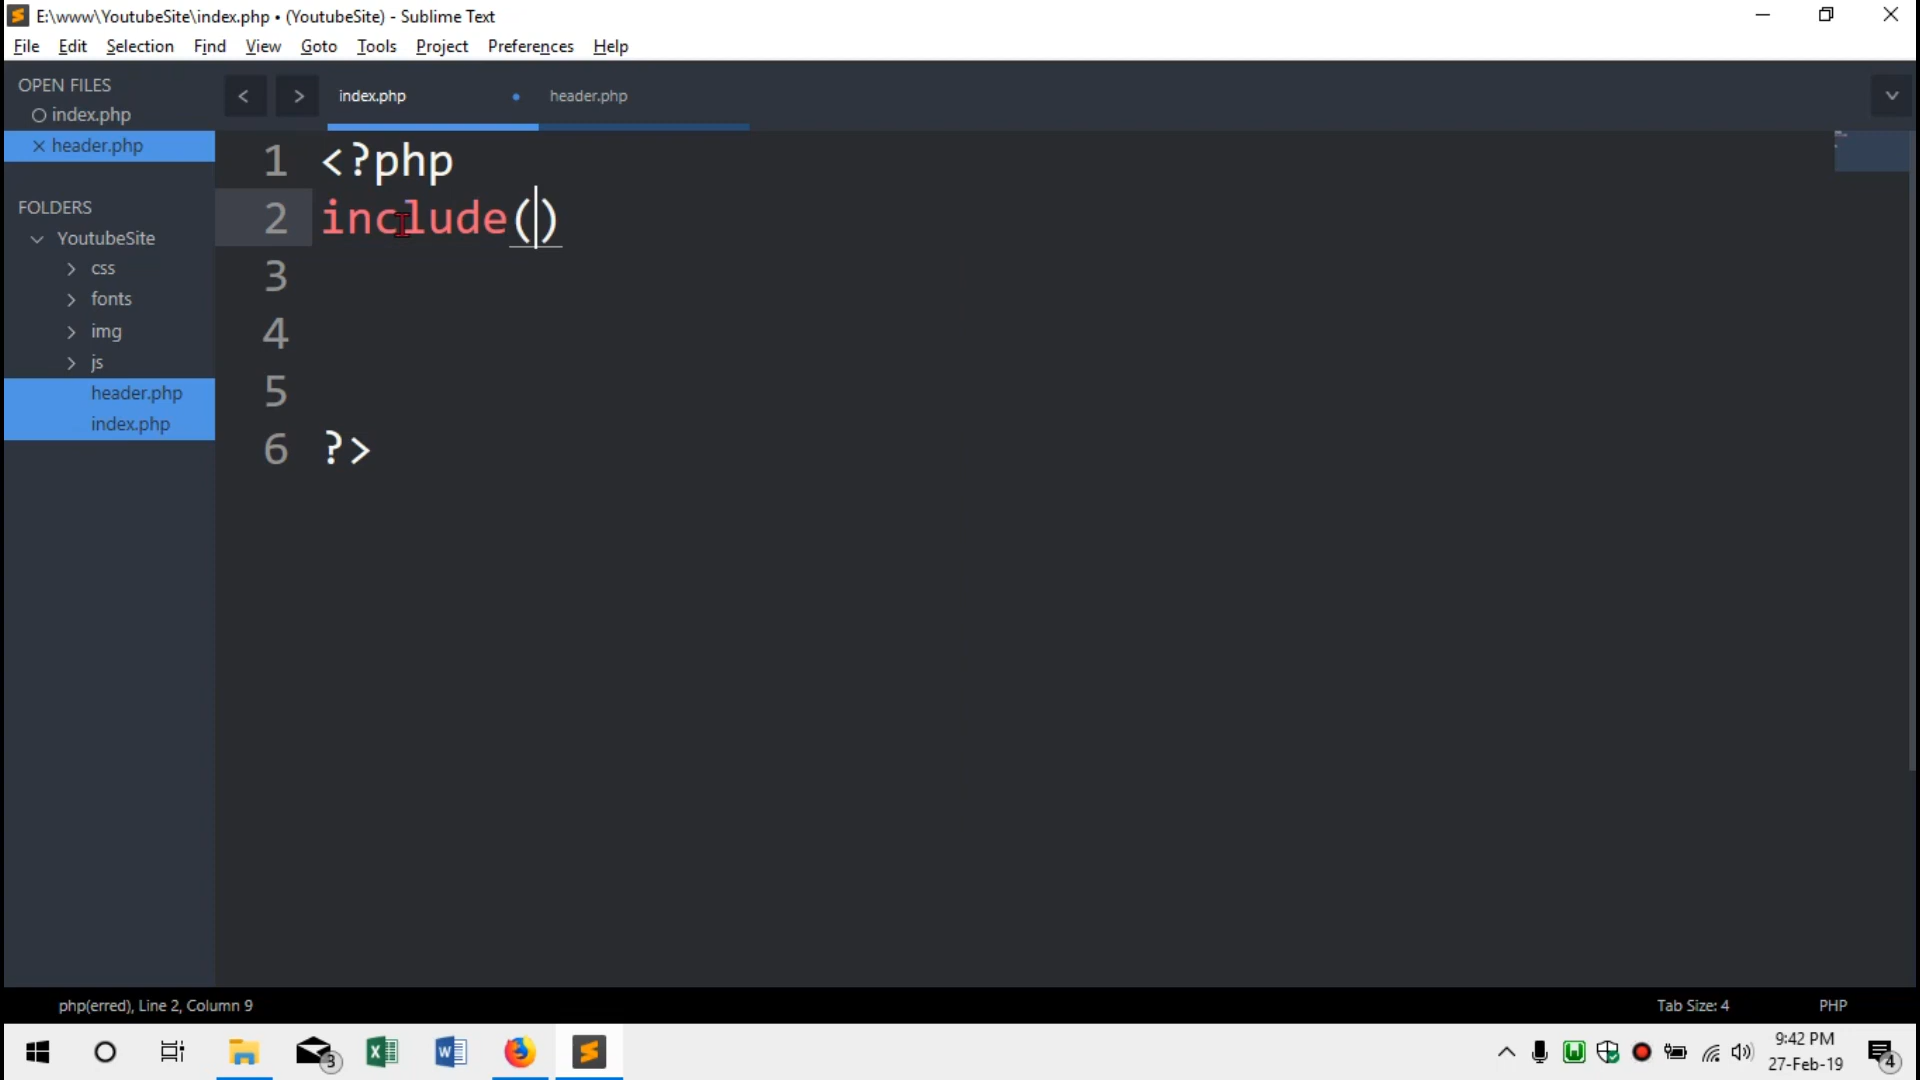 E:\www\YoutubeSite\index.php • (YoutubeSite) - Sublime Text
File Edit Selection Find View Goto Tools Project Preferences Help
OPEN FILES
index.php
header.php
FOLDERS
YoutubeSite
css
fonts
img
js
header.php
index.php
index.php header.php
1 <?php
2 include()
3
4
5
6 ?>
php(erred), Line 2, Column 9 Tab Size: 4 PHP
3
9:42 PM
27-Feb-19
4